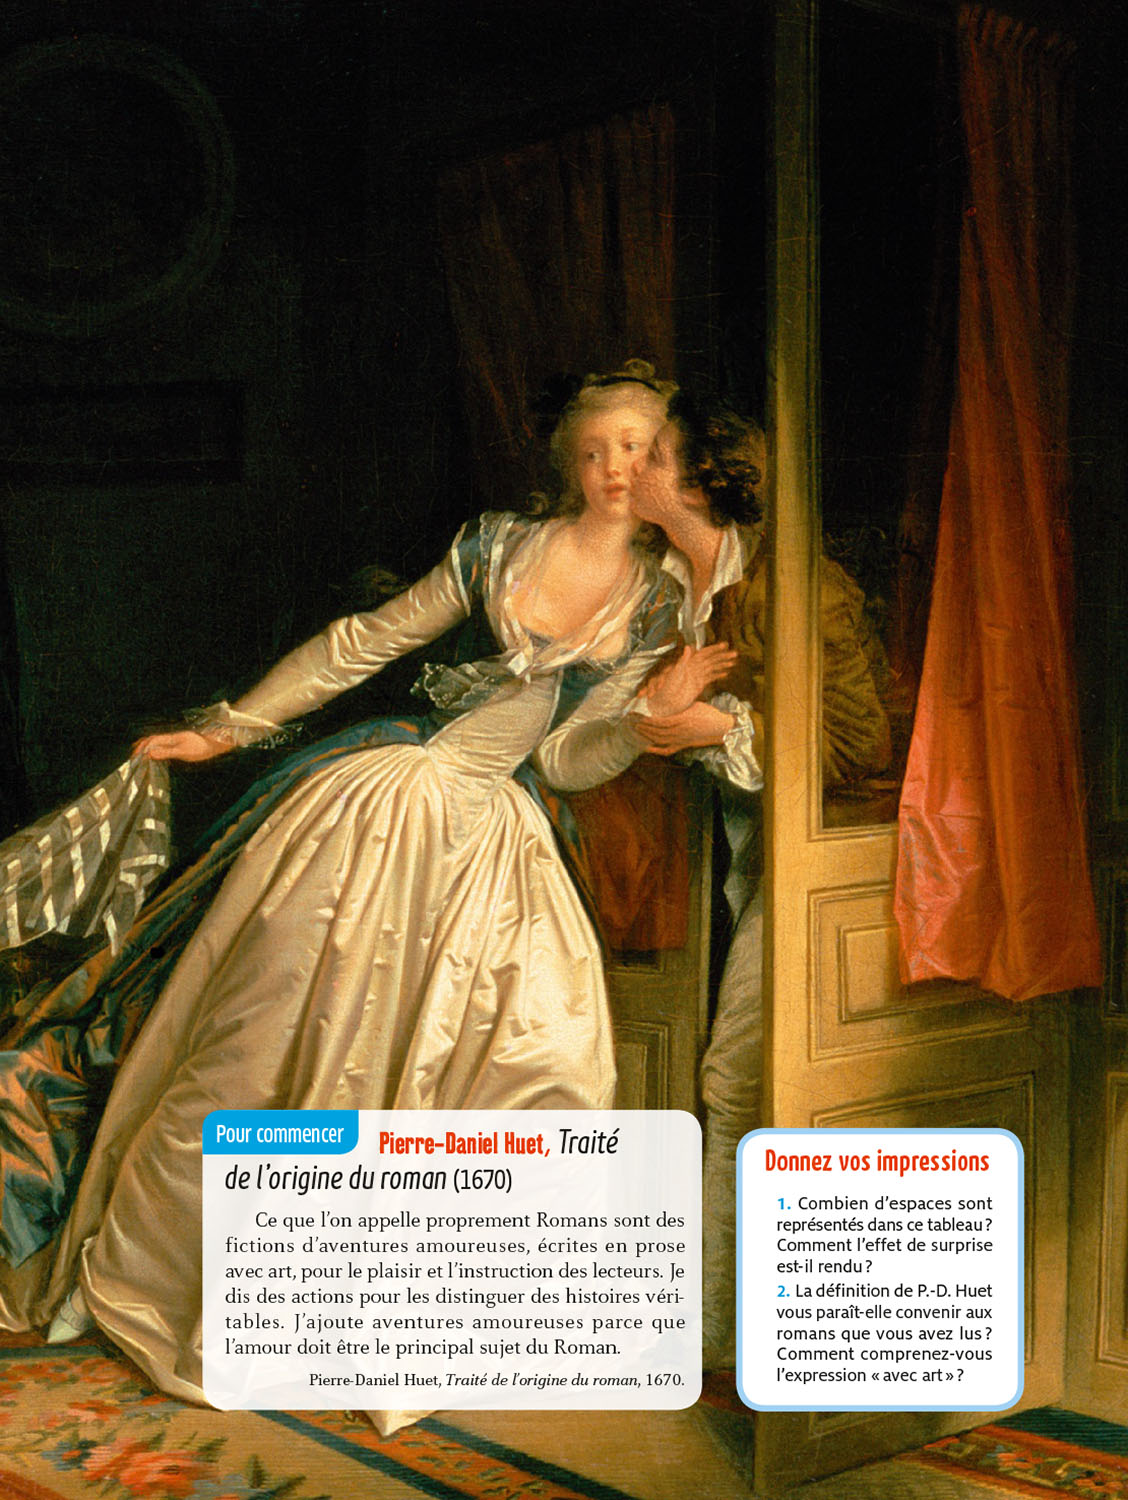 Pour commencer
Pierre-Daniel Huet, Traité
de l’origine du roman (1670)
Ce que l’on appelle proprement Romans sont des
fictions d’aventures amoureuses, écrites en prose
avec art, pour le plaisir et l’instruction des lecteurs. Je
dis des actions pour les distinguer des histoires véri-
tables. J’ajoute aventures amoureuses parce que
l’amour doit être le principal sujet du Roman.
Pierre-Daniel Huet, Traité de l’origine du roman, 1670.
Donnez vos impressions
1. Combien d’espaces sont
représentés dans ce tableau ?
Comment l’effet de surprise
est-il rendu ?
2. La définition de P.-D. Huet
vous paraît-elle convenir aux
romans que vous avez lus ?
Comment comprenez-vous
l’expression « avec art » ?